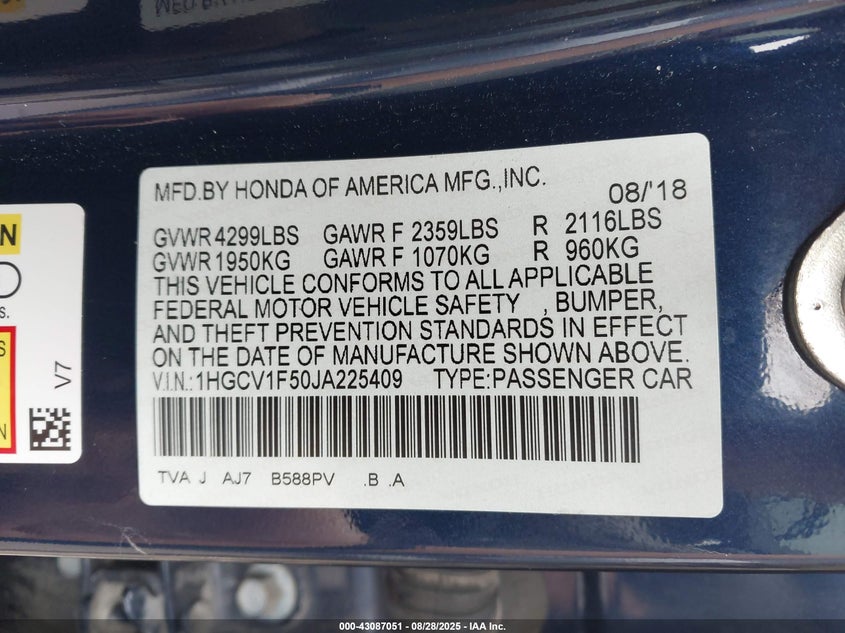 MFD.BY HONDA OF AMERICA MFG.,INC. 08/'18
GVWR 4299LBS GAWR F 2359LBS R 2116LBS
GVWR 1950KG GAWR F 1070KG R 960KG
THIS VEHICLE CONFORMS TO ALL APPLICABLE
FEDERAL MOTOR VEHICLE SAFETY , BUMPER,
AND THEFT PREVENTION STANDARDS IN EFFECT
ON THE DATE OF MANUFACTURE SHOWN ABOVE.
V.I.N.:1HGCV1F50JA225409 TYPE:PASSENGER CAR
TVA J AJ7 B588PV .B .A
V7
000-43087051 - 08/28/2025 - IAA Inc.